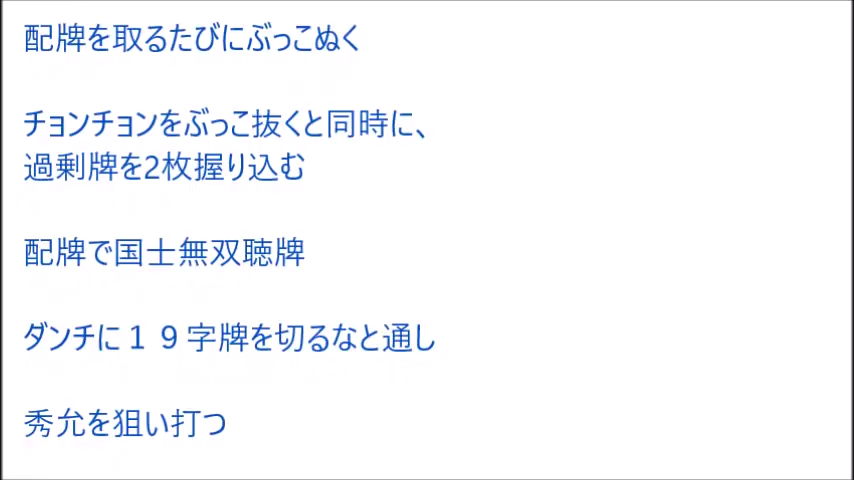 配牌を取るたびにぶっこぬく
チョンチョンをぶっこ抜くと同時に、
過剰牌を2枚握り込む
配牌で国士無双聴牌
ダンチに１９字牌を切るなと通し
秀允を狙い打つ